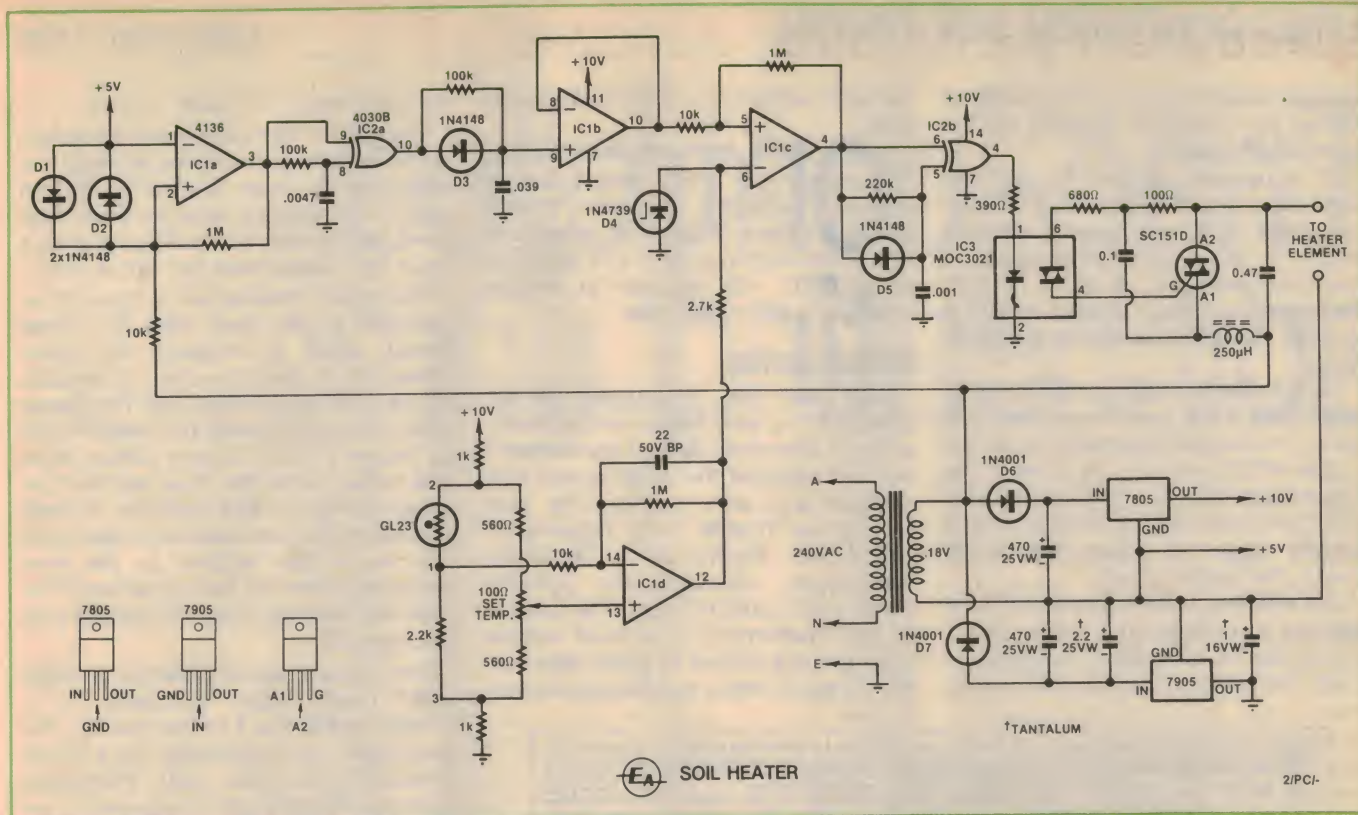 +5V
4136
1
IC1a
3
2
D1
D2
2x1N4148
1M
10k
100k
.0047
4030B
IC2a
9
8
10
100k
1N4148
D3
.039
+10V
8
11
IC1b
10
9
7
10k
1M
5
IC1c
4
6
1N4739
D4
2.7k
220k
1N4148
D5
.001
+10V
IC2b
14
6
4
5
7
390Ω
IC3
MOC3021
1
6
4
2
680Ω
100Ω
0.1
SC151D
A2
G
A1
0.47
250µH
TO
HEATER
ELEMENT
+10V
1k
2
GL23
1
2.2k
3
1k
560Ω
100Ω
SET
TEMP.
560Ω
10k
22
50V BP
1M
14
IC1d
12
13
A
240VAC
N
E
18V
1N4001
D6
470
25VW
IN
7805
OUT
GND
+10V
+5V
1N4001
D7
470
25VW
†
2.2
25VW
GND
IN
7905
OUT
†
1
16VW
†TANTALUM
7805
IN
OUT
GND
7905
GND
OUT
IN
A1
G
A2
EA SOIL HEATER
2/PC/-